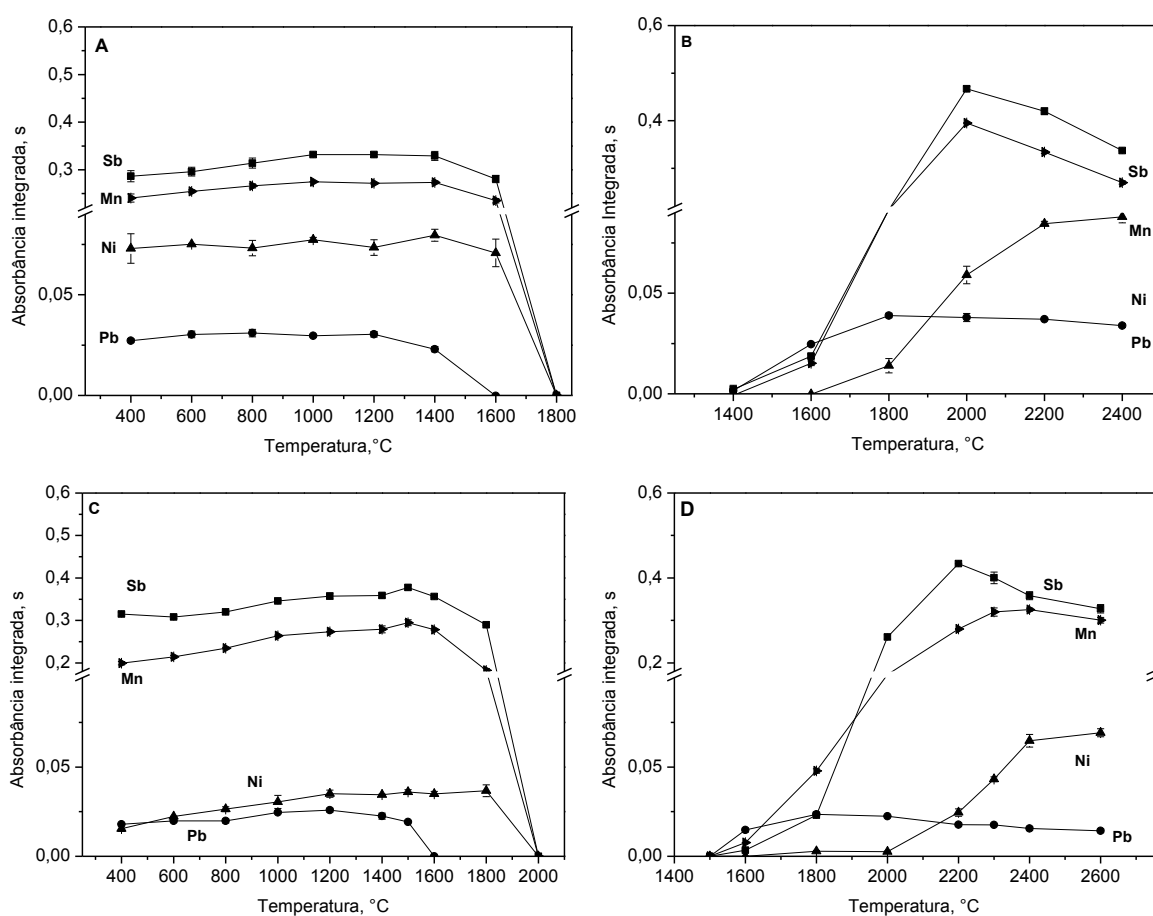 A
Absorbância integrada, s
0,6
0,5
0,4
0,3
0,05
0,00
Sb
Mn
Ni
Pb
400 600 800 1000 1200 1400 1600 1800
Temperatura, °C
B
Absorbância Integrada, s
0,6
0,4
0,05
0,00
Sb
Mn
Ni
Pb
1400 1600 1800 2000 2200 2400
Temperatura, °C
C
Absorbância integrada, s
0,6
0,5
0,4
0,3
0,2
0,05
0,00
Sb
Mn
Ni
Pb
400 600 800 1000 1200 1400 1600 1800 2000
Temperatura, °C
D
Absorbância integrada, s
0,6
0,4
0,2
0,05
0,00
Sb
Mn
Ni
Pb
1400 1600 1800 2000 2200 2400 2600
Temperatura, °C